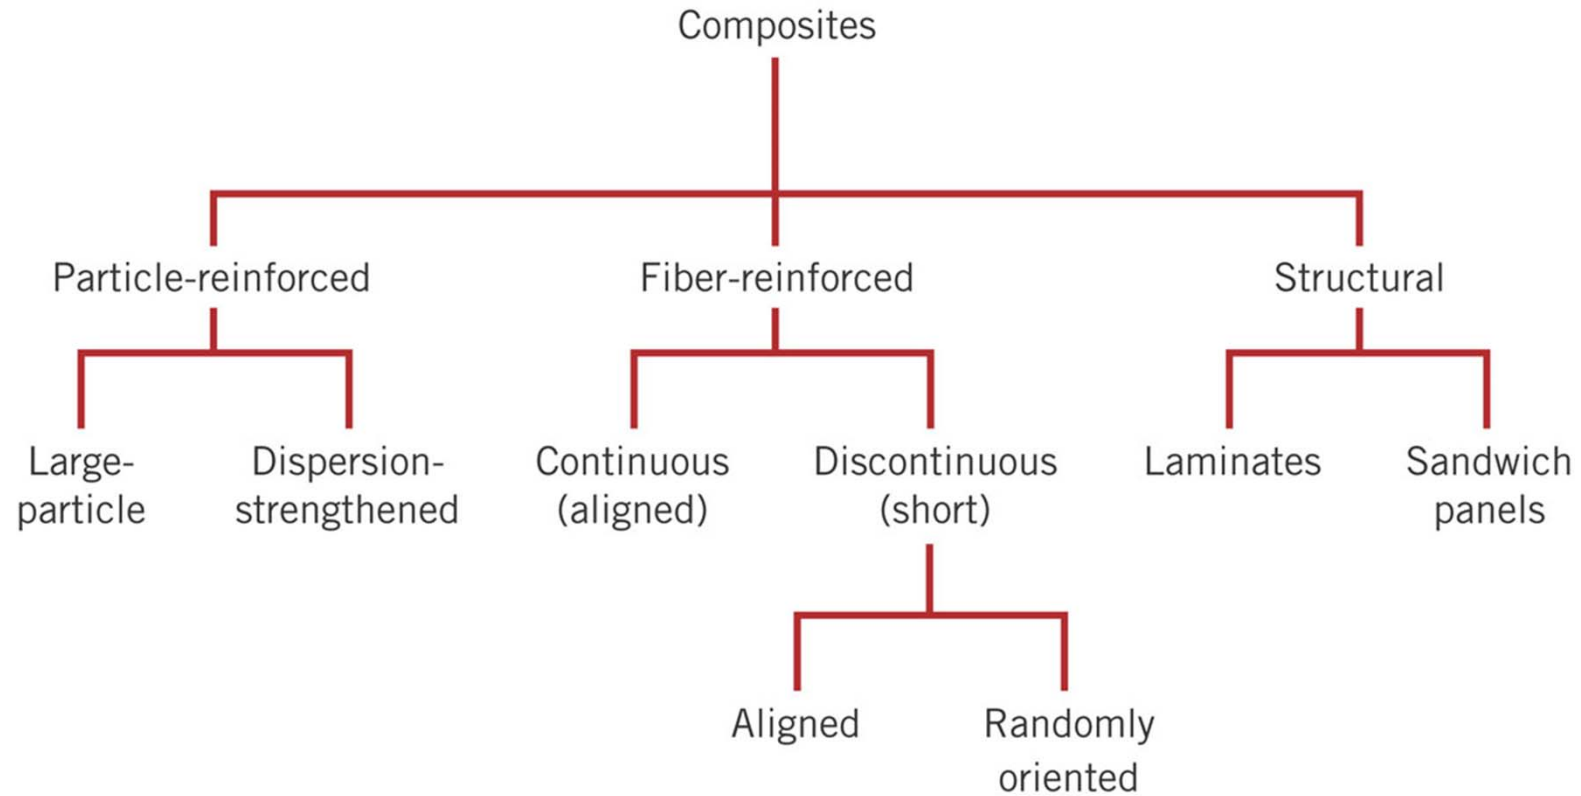 Composites
Particle-reinforced
Fiber-reinforced
Structural
Large-
particle
Dispersion-
strengthened
Continuous
(aligned)
Discontinuous
(short)
Laminates
Sandwich
panels
Aligned
Randomly
oriented